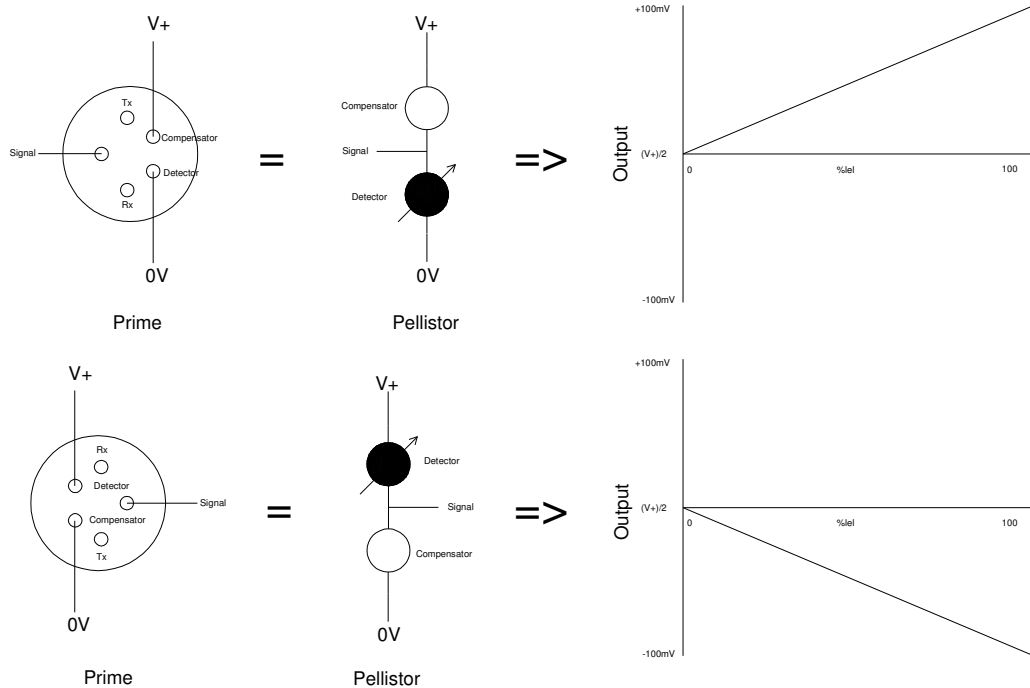 V+
Tx
Compensator
Signal
Detector
Rx
0V
Prime
=
V+
Compensator
Signal
Detector
0V
Pellistor
=>
+100mV
Output
(V+)/2
0
%lel
100
-100mV
V+
Rx
Detector
Signal
Compensator
Tx
0V
Prime
=
V+
Detector
Signal
Compensator
0V
Pellistor
=>
+100mV
Output
(V+)/2
0
%lel
100
-100mV